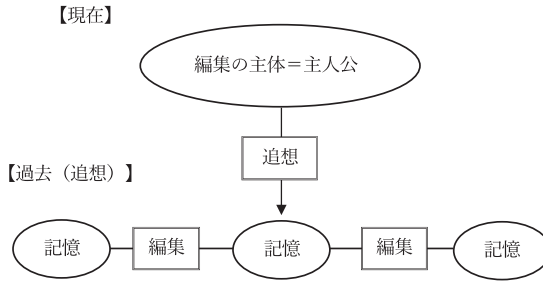 【現在】
編集の主体＝主人公
追想
【過去（追想）】
記憶
編集
記憶
編集
記憶